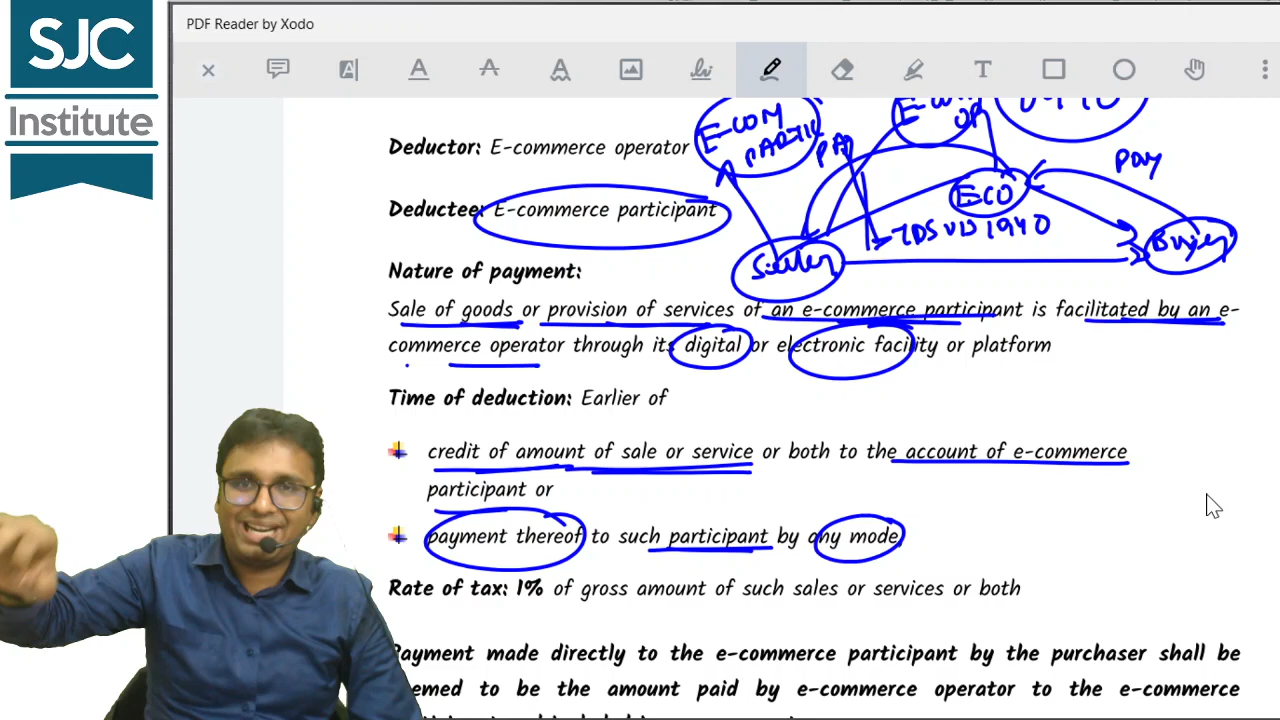 SJC
Institute
PDF Reader by Xodo
Deductor: E-commerce operator
Deductee: E-commerce participant
E-COM
PARTIC
E-COM
OP
PAY
ECO
TDS U/S 194O
Seller
Buyer
Nature of payment:
Sale of goods or provision of services of an e-commerce participant is facilitated by an e-
commerce operator through its digital or electronic facility or platform
Time of deduction: Earlier of
credit of amount of sale or service or both to the account of e-commerce
participant or
payment thereof to such participant by any mode
Rate of tax: 1% of gross amount of such sales or services or both
Payment made directly to the e-commerce participant by the purchaser shall be
deemed to be the amount paid by e-commerce operator to the e-commerce